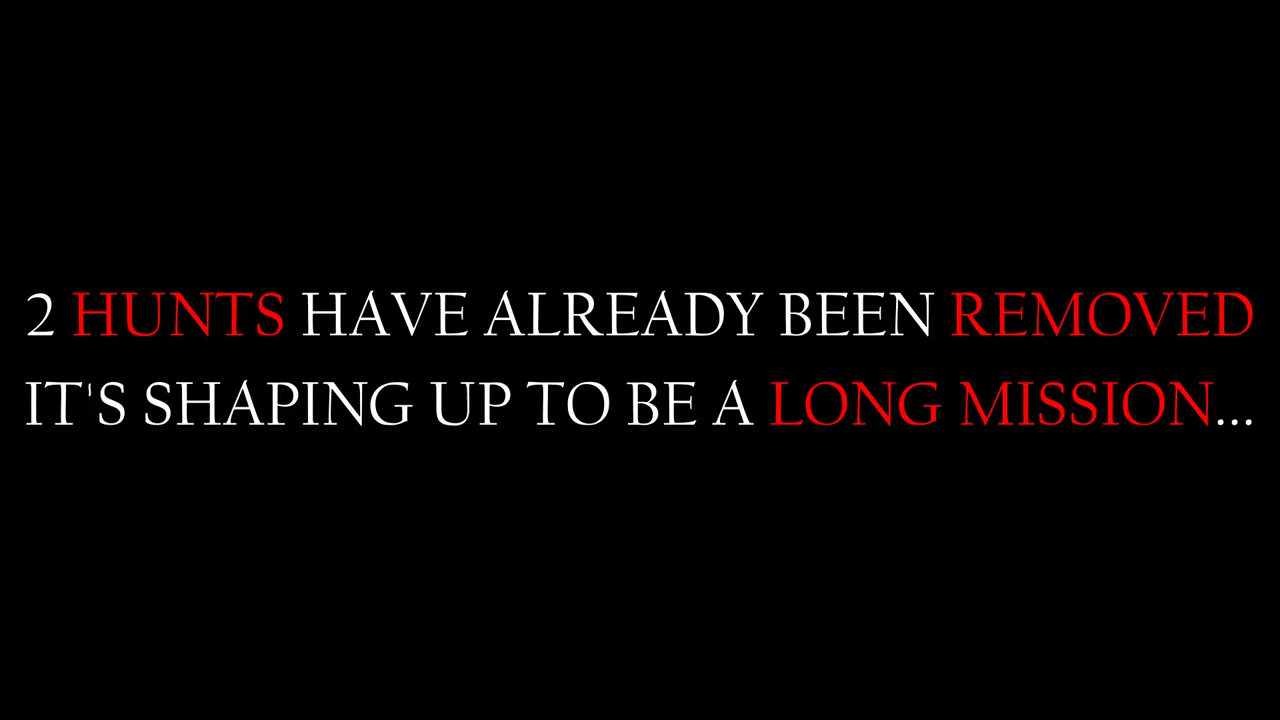 2 HUNTS HAVE ALREADY BEEN REMOVED
IT'S SHAPING UP TO BE A LONG MISSION...